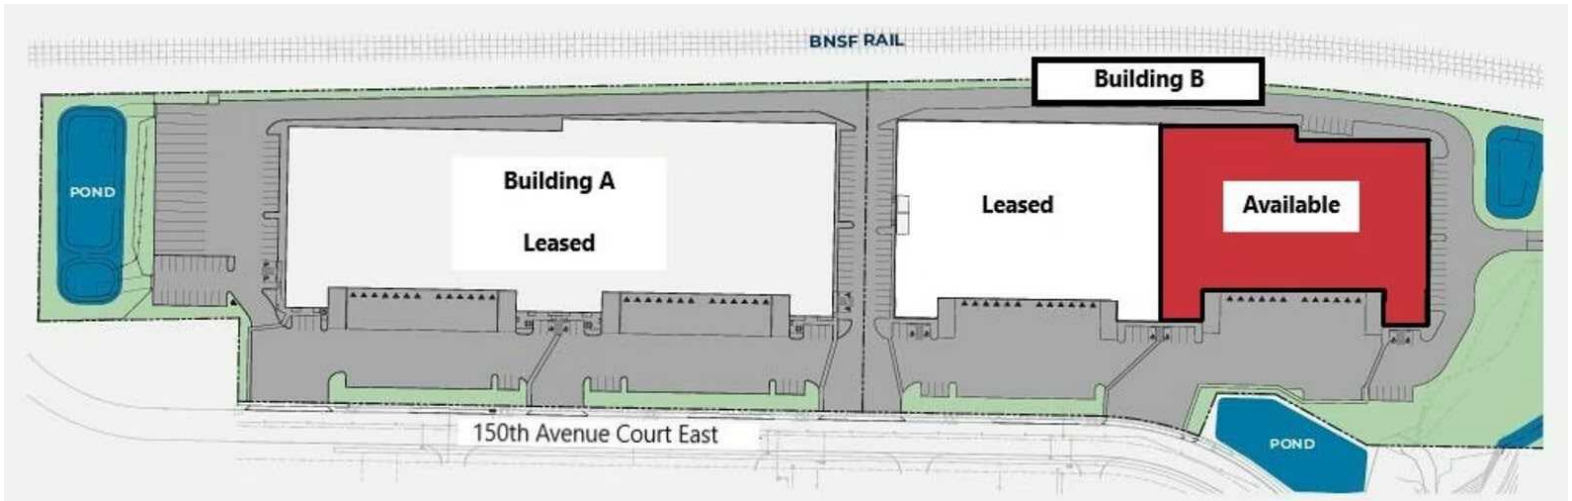 BNSF RAIL
Building B
POND
Building A
Leased
Leased
Available
150th Avenue Court East
POND